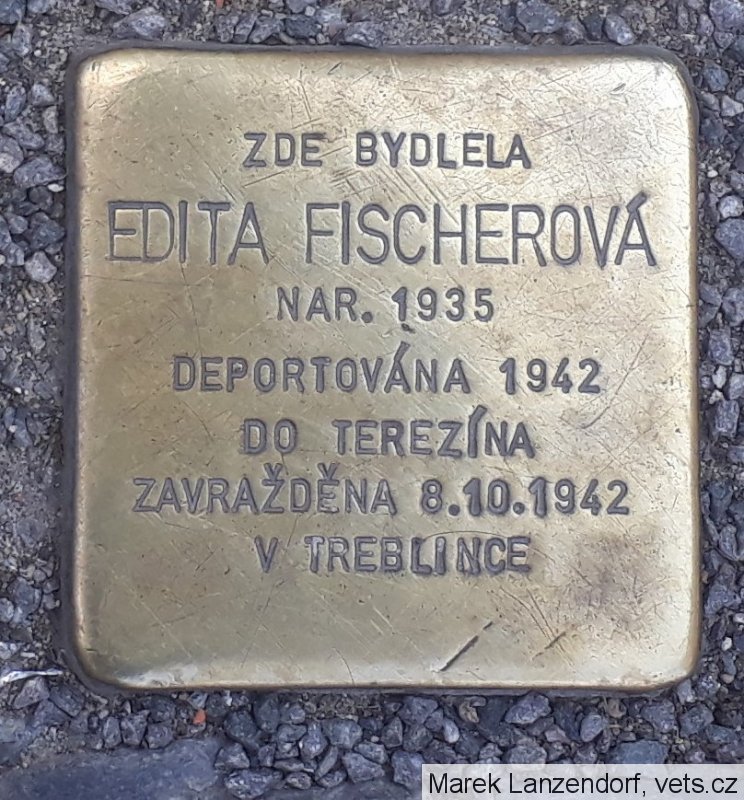 ZDE BYDLELA
EDITA FISCHEROVÁ
NAR. 1935
DEPORTOVÁNA 1942
DO TEREZÍNA
ZAVRAŽDĚNA 8.10.1942
V TREBLINCE
Marek Lanzendorf, vets.cz